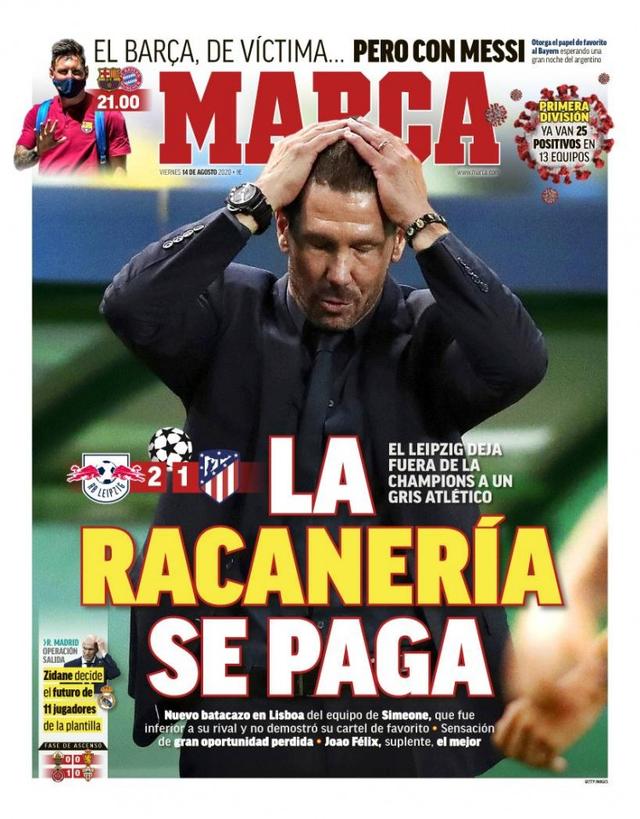 EL BARÇA, DE VÍCTIMA... PERO CON MESSI
Otorga el papel de favorito
al Bayern esperando una
gran noche del argentino
21.00
MARCA
PRIMERA
DIVISIÓN
YA VAN 25
POSITIVOS EN
13 EQUIPOS
VIERNES 14 DE AGOSTO 2020 • 1€
www.marca.com
RB LEIPZIG
2 1
EL LEIPZIG DEJA
FUERA DE LA
CHAMPIONS A UN
GRIS ATLÉTICO
LA
RACANERÍA
SE PAGA
>R. MADRID
OPERACIÓN
SALIDA
Zidane decide
el futuro de
11 jugadores
de la plantilla
FASE DE ASCENSO
0 0
1 0
Nuevo batacazo en Lisboa del equipo de Simeone, que fue
inferior a su rival y no demostró su cartel de favorito • Sensación
de gran oportunidad perdida • Joao Félix, suplente, el mejor
GETTY IMAGES